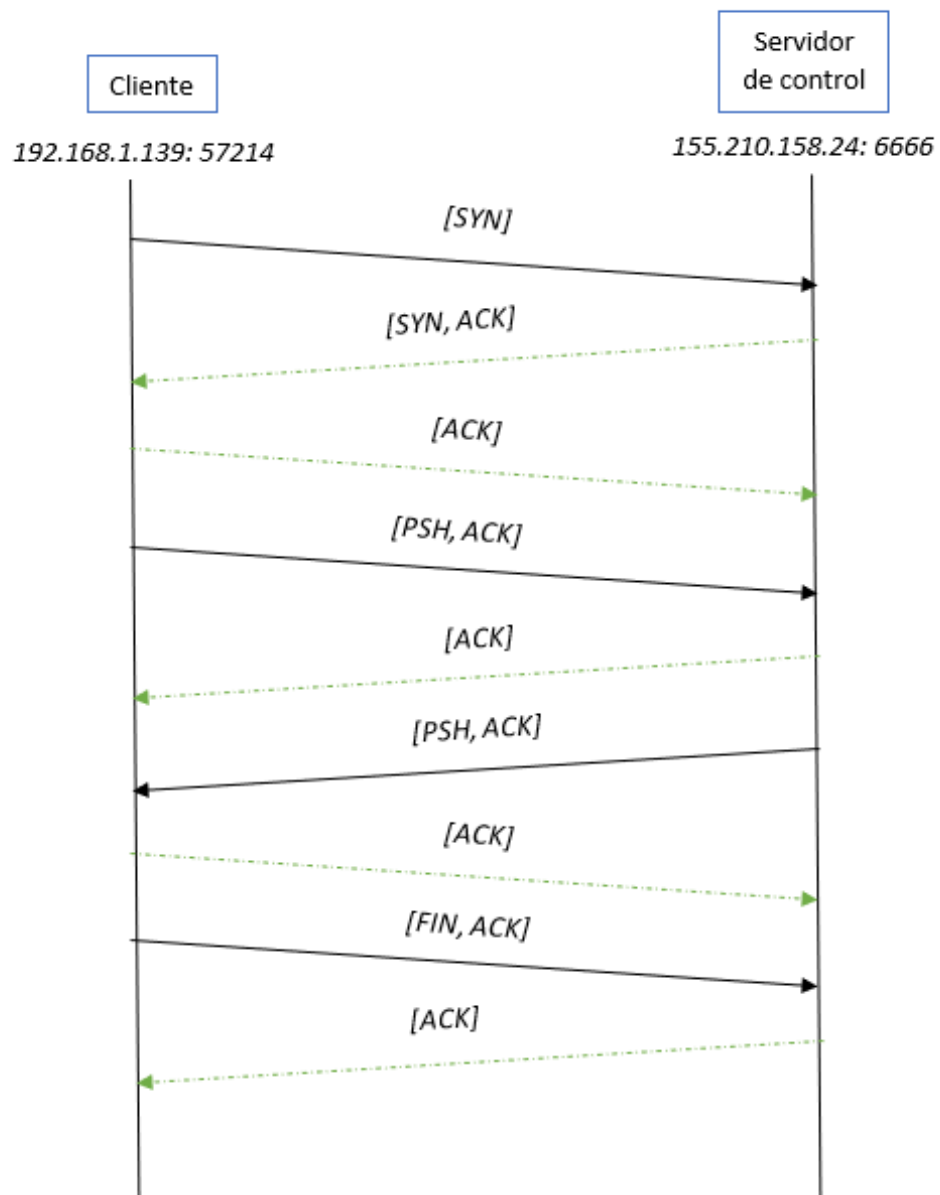 Cliente
Servidor
de control
192.168.1.139: 57214
155.210.158.24: 6666
[SYN]
[SYN, ACK]
[ACK]
[PSH, ACK]
[ACK]
[PSH, ACK]
[ACK]
[FIN, ACK]
[ACK]